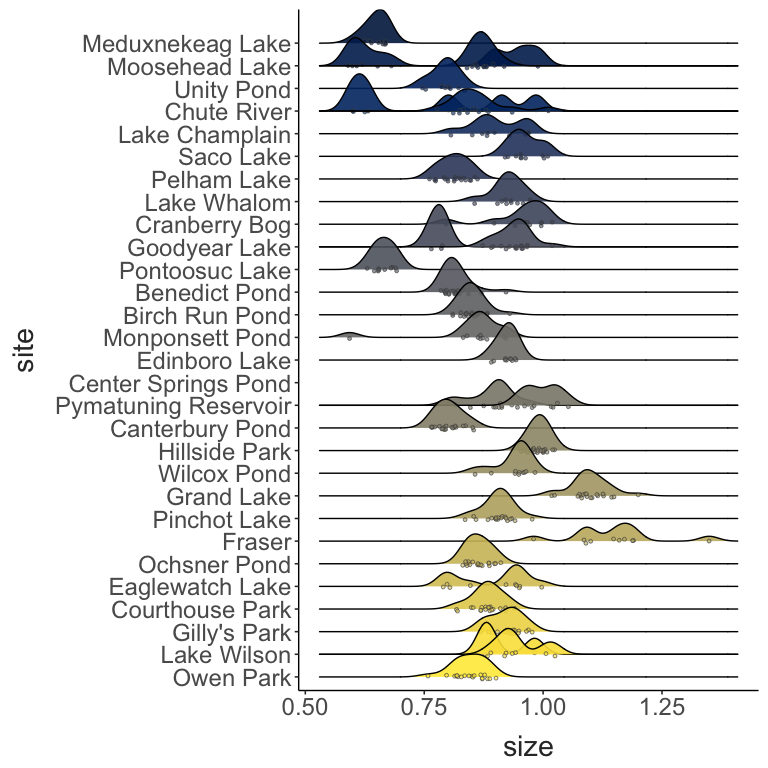 Meduxnekeag Lake
Moosehead Lake
Unity Pond
Chute River
Lake Champlain
Saco Lake
Pelham Lake
Lake Whalom
Cranberry Bog
Goodyear Lake
Pontoosuc Lake
Benedict Pond
Birch Run Pond
Monponsett Pond
Edinboro Lake
Center Springs Pond
Pymatuning Reservoir
Canterbury Pond
Hillside Park
Wilcox Pond
Grand Lake
Pinchot Lake
Fraser
Ochsner Pond
Eaglewatch Lake
Courthouse Park
Gilly's Park
Lake Wilson
Owen Park
site
0.50 0.75 1.00 1.25
size